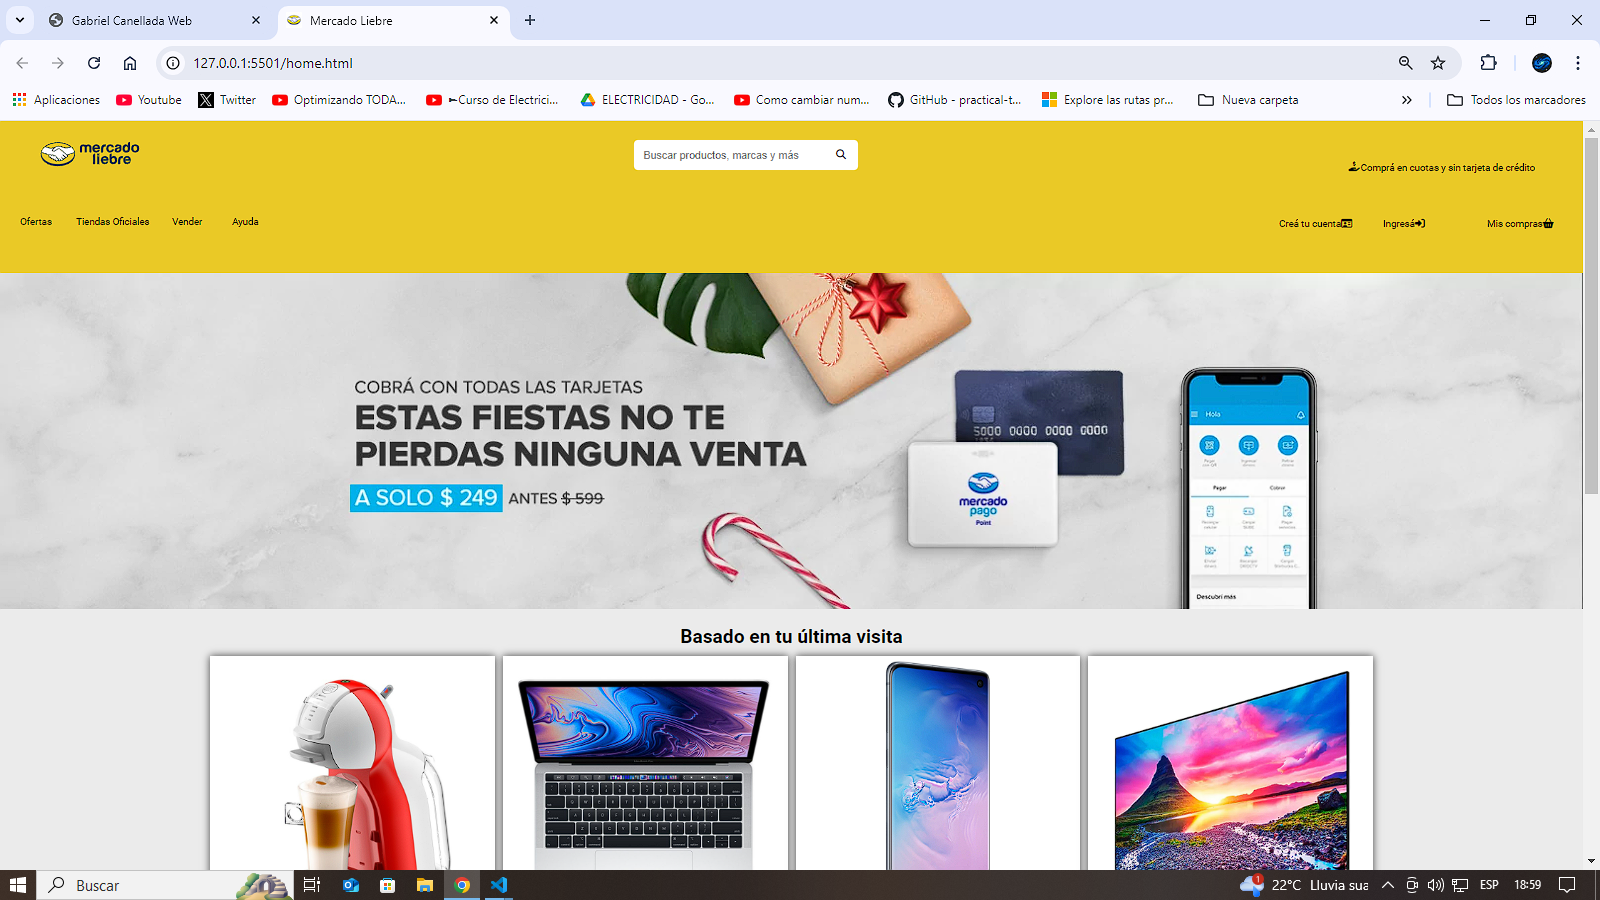 Gabriel Canellada Web
Mercado Liebre
127.0.0.1:5501/home.html
Aplicaciones
Youtube
Twitter
Optimizando TODA...
Curso de Electrici...
ELECTRICIDAD - Go...
Como cambiar num...
GitHub - practical-t...
Explore las rutas pr...
Nueva carpeta
Todos los marcadores
mercado
liebre
Buscar productos, marcas y más
Comprá en cuotas y sin tarjeta de crédito
Ofertas
Tiendas Oficiales
Vender
Ayuda
Creá tu cuenta
Ingresá
Mis compras
COBRÁ CON TODAS LAS TARJETAS
ESTAS FIESTAS NO TE
PIERDAS NINGUNA VENTA
A SOLO $ 249 ANTES $ 599
5000 0000 0000 0000
mercado
pago
Point
Hola
Pagar
Cobrar
Descubrí más
Basado en tu última visita
Buscar
1
22°C Lluvia sua
ESP
18:59